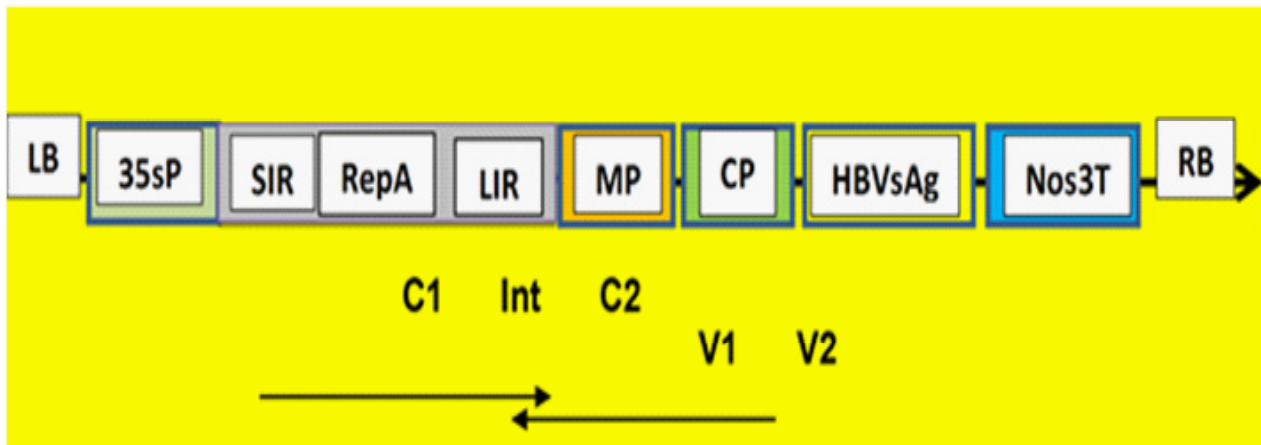 LB 35sP SIR RepA LIR MP CP HBVsAg Nos3T RB
C1 Int C2
V1 V2